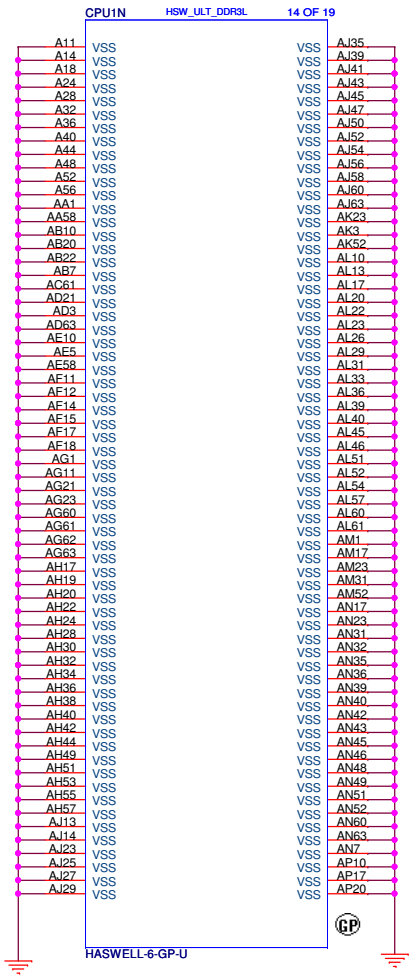 CPU1N HSW_ULT_DDR3L 14 OF 19
A11 VSS VSS AJ35
A14 VSS VSS AJ39
A18 VSS VSS AJ41
A24 VSS VSS AJ43
A28 VSS VSS AJ45
A32 VSS VSS AJ47
A36 VSS VSS AJ50
A40 VSS VSS AJ52
A44 VSS VSS AJ54
A48 VSS VSS AJ56
A52 VSS VSS AJ58
A56 VSS VSS AJ60
AA1 VSS VSS AJ63
AA58 VSS VSS AK23
AB10 VSS VSS AK3
AB20 VSS VSS AK52
AB22 VSS VSS AL10
AB7 VSS VSS AL13
AC61 VSS VSS AL17
AD21 VSS VSS AL20
AD3 VSS VSS AL22
AD63 VSS VSS AL23
AE10 VSS VSS AL26
AE5 VSS VSS AL29
AE58 VSS VSS AL31
AF11 VSS VSS AL33
AF12 VSS VSS AL36
AF14 VSS VSS AL39
AF15 VSS VSS AL40
AF17 VSS VSS AL45
AF18 VSS VSS AL46
AG1 VSS VSS AL51
AG11 VSS VSS AL52
AG21 VSS VSS AL54
AG23 VSS VSS AL57
AG60 VSS VSS AL60
AG61 VSS VSS AL61
AG62 VSS VSS AM1
AG63 VSS VSS AM17
AH17 VSS VSS AM23
AH19 VSS VSS AM31
AH20 VSS VSS AM52
AH22 VSS VSS AN17
AH24 VSS VSS AN23
AH28 VSS VSS AN31
AH30 VSS VSS AN32
AH32 VSS VSS AN35
AH34 VSS VSS AN36
AH36 VSS VSS AN39
AH38 VSS VSS AN40
AH40 VSS VSS AN42
AH42 VSS VSS AN43
AH44 VSS VSS AN45
AH49 VSS VSS AN46
AH51 VSS VSS AN48
AH53 VSS VSS AN49
AH55 VSS VSS AN51
AH57 VSS VSS AN52
AJ13 VSS VSS AN60
AJ14 VSS VSS AN63
AJ23 VSS VSS AN7
AJ25 VSS VSS AP10
AJ27 VSS VSS AP17
AJ29 VSS VSS AP20
GP
HASWELL-6-GP-U